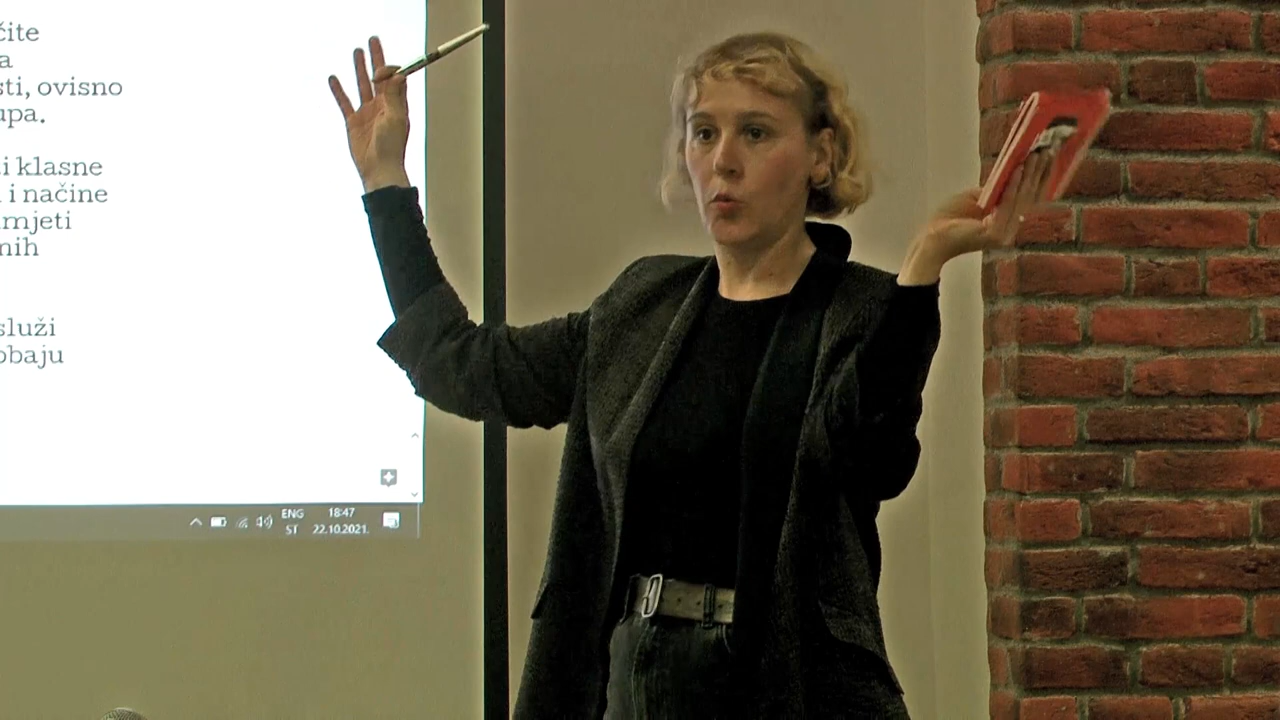 čite
a
sti, ovisno
upa.
i klasne
i načine
mjeti
nih
služi
obaju
ENG
18:47
ST
22.10.2021.